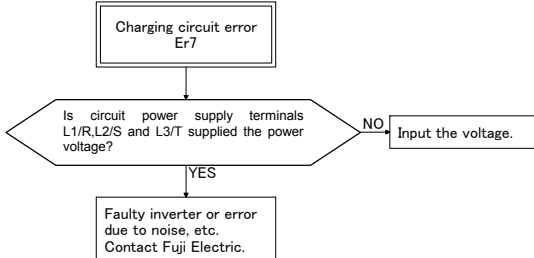 Charging circuit error
Er7
Is circuit power supply terminals
L1/R,L2/S and L3/T supplied the power
voltage?
NO
Input the voltage.
YES
Faulty inverter or error
due to noise, etc.
Contact Fuji Electric.